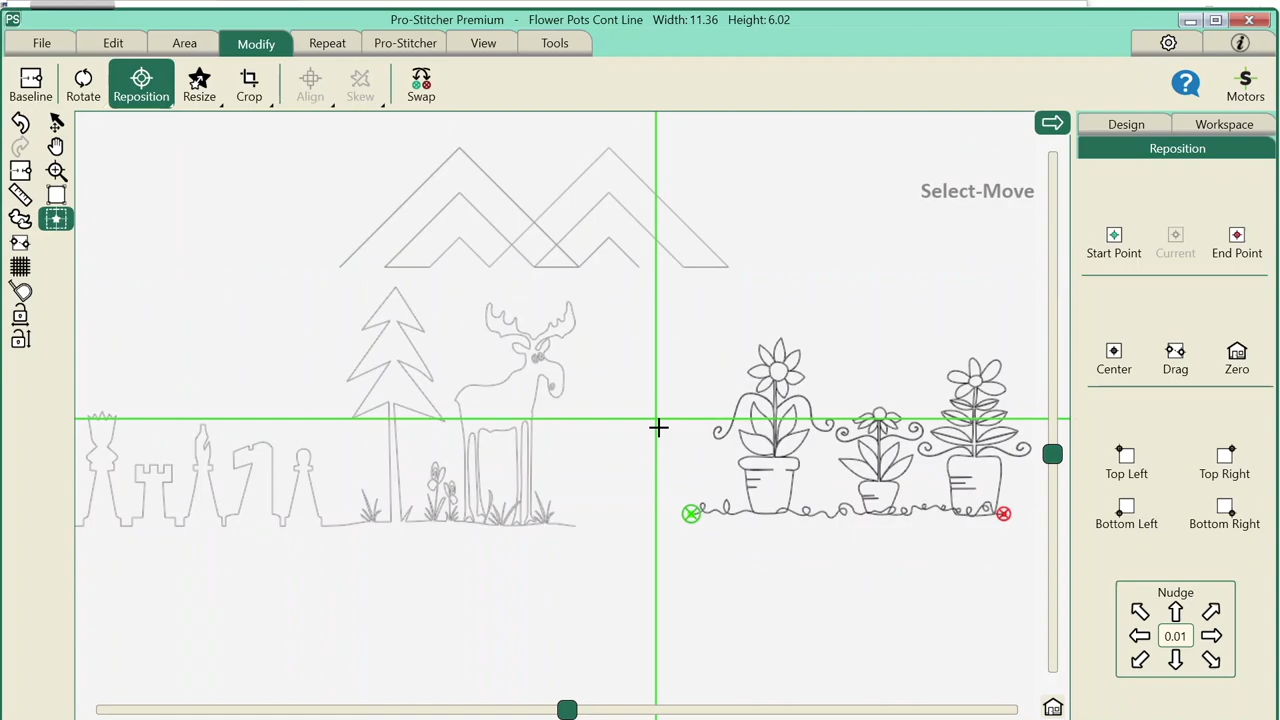 PS
Pro-Stitcher Premium - Flower Pots Cont Line Width: 11.36 Height: 6.02
File Edit Area Modify Repeat Pro-Stitcher View Tools
Baseline Rotate Reposition Resize Crop Align Skew Swap
? S Motors
Design Workspace
Reposition
Select-Move
Start Point Current End Point
Center Drag Zero
Top Left Top Right
Bottom Left Bottom Right
Nudge
0.01